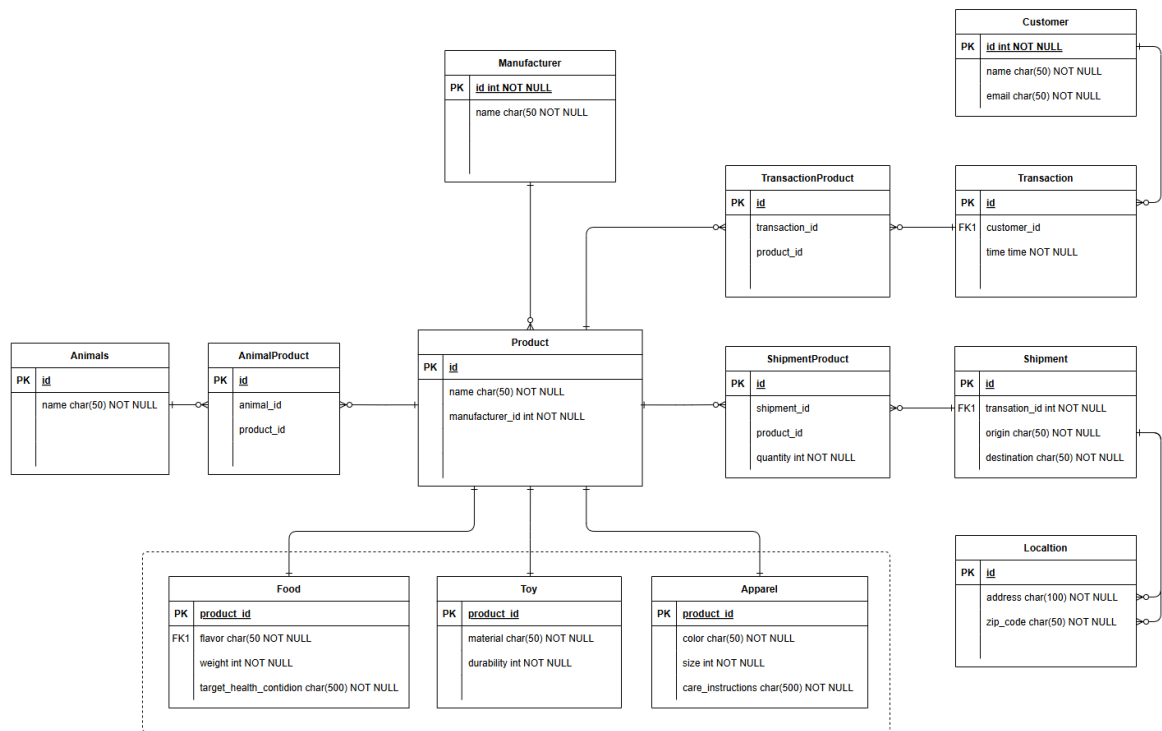 Customer
PK id int NOT NULL
name char(50) NOT NULL
email char(50) NOT NULL
Manufacturer
PK id int NOT NULL
name char(50 NOT NULL
TransactionProduct
PK id
transaction_id
product_id
Transaction
PK id
FK1 customer_id
time time NOT NULL
Animals
PK id
name char(50) NOT NULL
AnimalProduct
PK id
animal_id
product_id
Product
PK id
name char(50) NOT NULL
manufacturer_id int NOT NULL
ShipmentProduct
PK id
shipment_id
product_id
quantity int NOT NULL
Shipment
PK id
FK1 transation_id int NOT NULL
origin char(50) NOT NULL
destination char(50) NOT NULL
Localtion
PK id
address char(100) NOT NULL
zip_code char(50) NOT NULL
Food
PK product_id
FK1 flavor char(50 NOT NULL
weight int NOT NULL
target_health_contidion char(500) NOT NULL
Toy
PK product_id
material char(50) NOT NULL
durability int NOT NULL
Apparel
PK product_id
color char(50) NOT NULL
size int NOT NULL
care_instructions char(500) NOT NULL